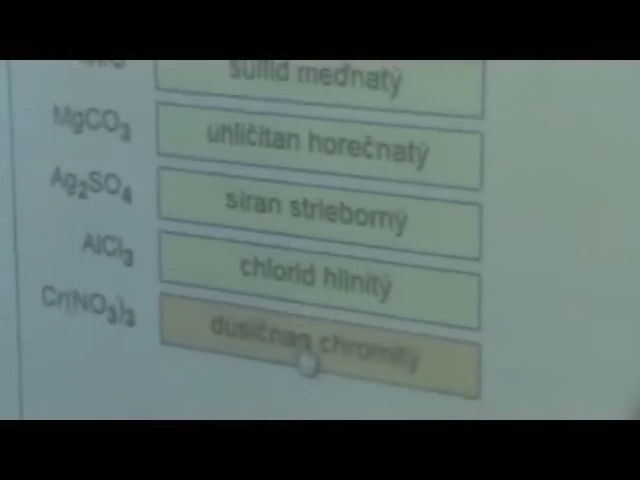 sulfid meďnatý
MgCO3 uhličitan horečnatý
Ag2SO4 síran strieborný
AlCl3 chlorid hlinitý
Cr(NO3)3 dusičnan chromitý